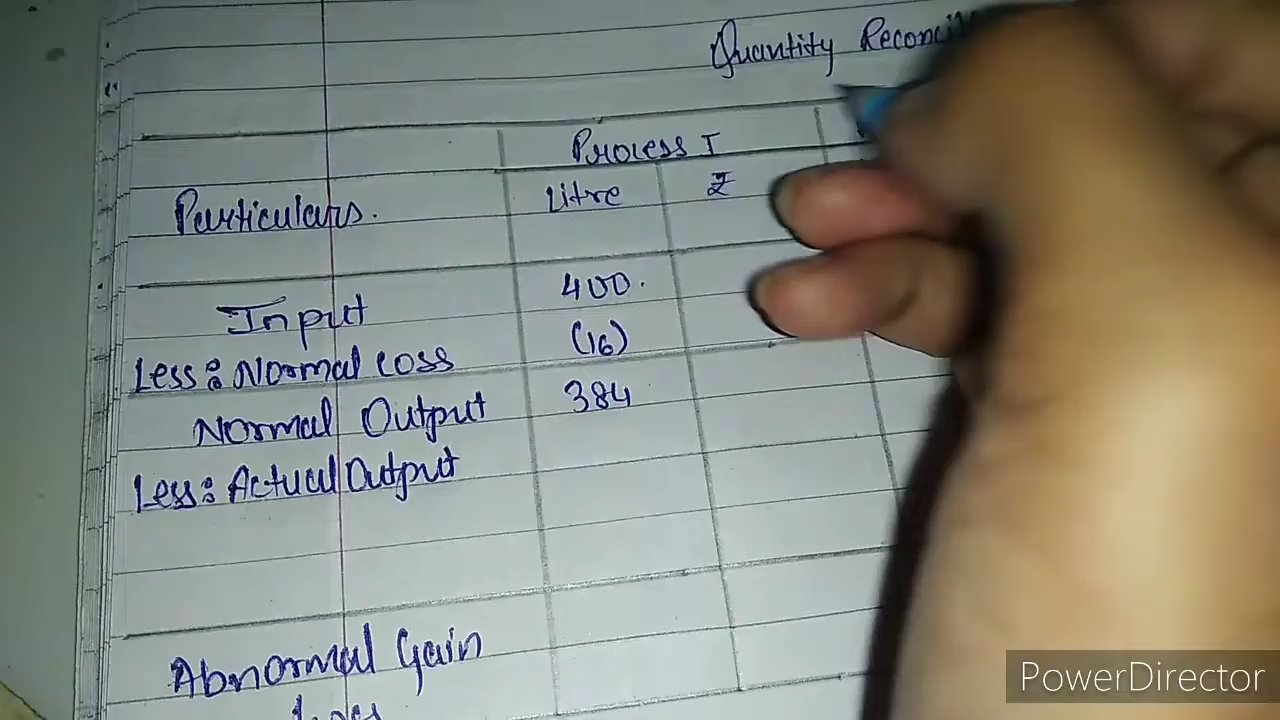 Quantity
Process I
Particulars. Litre ₹
Input 400.
Less: Normal Loss (16)
Normal Output 384
Less: Actual Output
Abnormal Gain
PowerDirector